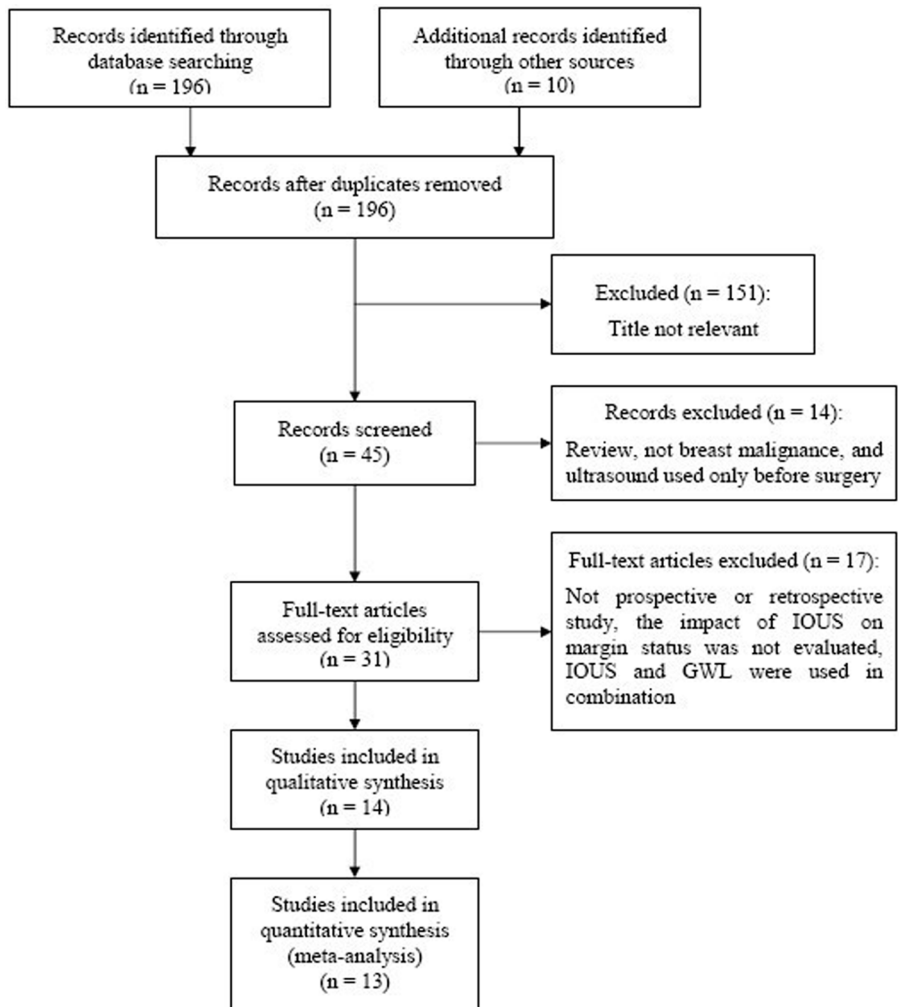 Records identified through
database searching
(n = 196)
Additional records identified
through other sources
(n = 10)
Records after duplicates removed
(n = 196)
Excluded (n = 151):
Title not relevant
Records screened
(n = 45)
Records excluded (n = 14):
Review, not breast malignance, and
ultrasound used only before surgery
Full-text articles
assessed for eligibility
(n = 31)
Full-text articles excluded (n = 17):
Not prospective or retrospective
study, the impact of IOUS on
margin status was not evaluated,
IOUS and GWL were used in
combination
Studies included in
qualitative synthesis
(n = 14)
Studies included in
quantitative synthesis
(meta-analysis)
(n = 13)